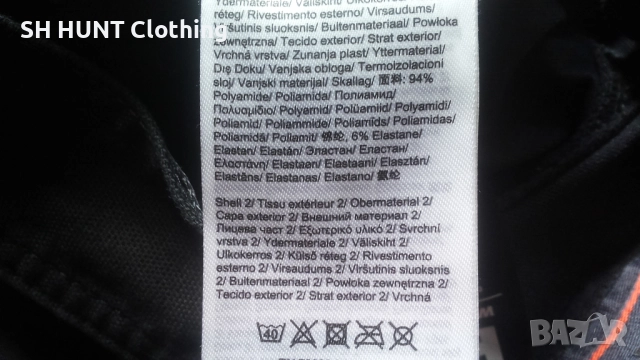 SH HUNT Clothing
Ydermateriale/ Väliskiht/ Ulkokerros
réteg/ Rivestimento esterno/ Virsaudums/
Viršutinis sluoksnis/ Buitenmateriaal/ Powłoka
zewnętrzna/ Tecido exterior/ Strat exterior/
Vrchná vrstva/ Zunanja plast/ Yttermaterial/
Dış Doku/ Vanjska obloga/ Termoizolacioni
sloj/ Vanjski materijal/ Skallag/ 面料: 94%
Polyamide/ Poliamida/ Полиамид/
Πολυαμίδιο/ Polyamid/ Polüamiid/ Polyamidi/
Poliamid/ Poliammide/ Poliamīds/ Poliamidas/
Poliamidă/ Poliamit/ 锦纶, 6% Elastane/
Elastan/ Elastán/ Эластан/ Еластан/
Ελαστάνη/ Elastaen/ Elastaani/ Elasztán/
Elastāns/ Elastanas/ Elastano/ 氨纶
Shell 2/ Tissu extérieur 2/ Obermaterial 2/
Capa exterior 2/ Внешний материал 2/
Лицева част 2/ Εξωτερικό υλικό 2/ Svrchní
vrstva 2/ Ydermateriale 2/ Väliskiht 2/
Ulkokerros 2/ Külső réteg 2/ Rivestimento
esterno 2/ Virsaudums 2/ Viršutinis sluoksnis
2/ Buitenmateriaal 2/ Powłoka zewnętrzna 2/
Tecido exterior 2/ Strat exterior 2/ Vrchná
40
BAZAR